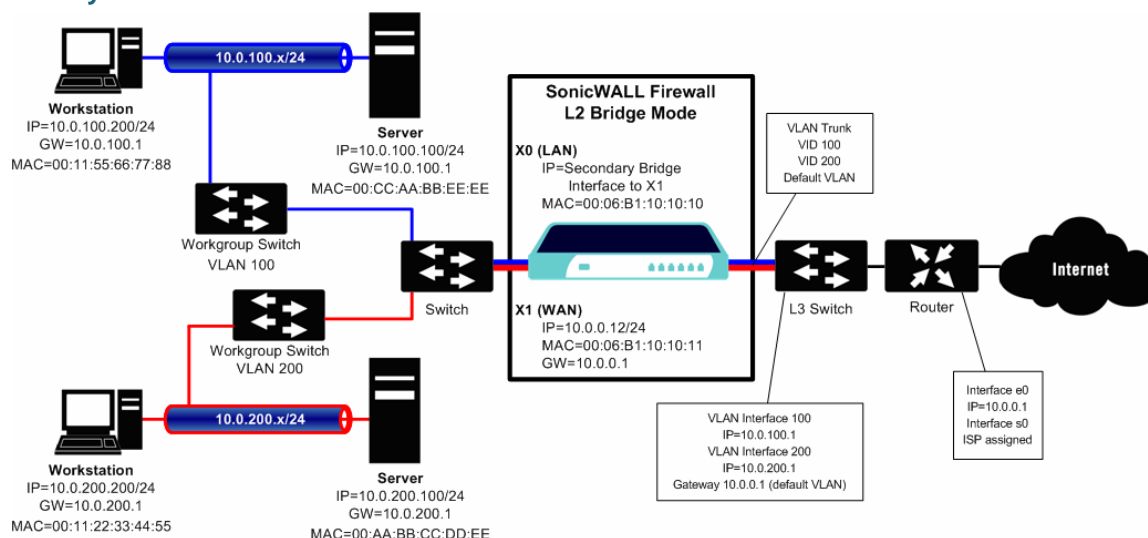 10.0.100.x/24
Workstation
IP=10.0.100.200/24
GW=10.0.100.1
MAC=00:11:55:66:77:88
Server
IP=10.0.100.100/24
GW=10.0.100.1
MAC=00:CC:AA:BB:EE:EE
Workgroup Switch
VLAN 100
Switch
Workgroup Switch
VLAN 200
10.0.200.x/24
Workstation
IP=10.0.200.200/24
GW=10.0.200.1
MAC=00:11:22:33:44:55
Server
IP=10.0.200.100/24
GW=10.0.200.1
MAC=00:AA:BB:CC:DD:EE
SonicWALL Firewall
L2 Bridge Mode
X0 (LAN)
IP=Secondary Bridge
Interface to X1
MAC=00:06:B1:10:10:10
X1 (WAN)
IP=10.0.0.12/24
MAC=00:06:B1:10:10:11
GW=10.0.0.1
VLAN Trunk
VID 100
VID 200
Default VLAN
L3 Switch
Router
Internet
VLAN Interface 100
IP=10.0.100.1
VLAN Interface 200
IP=10.0.200.1
Gateway 10.0.0.1 (default VLAN)
Interface e0
IP=10.0.0.1
Interface s0
ISP assigned